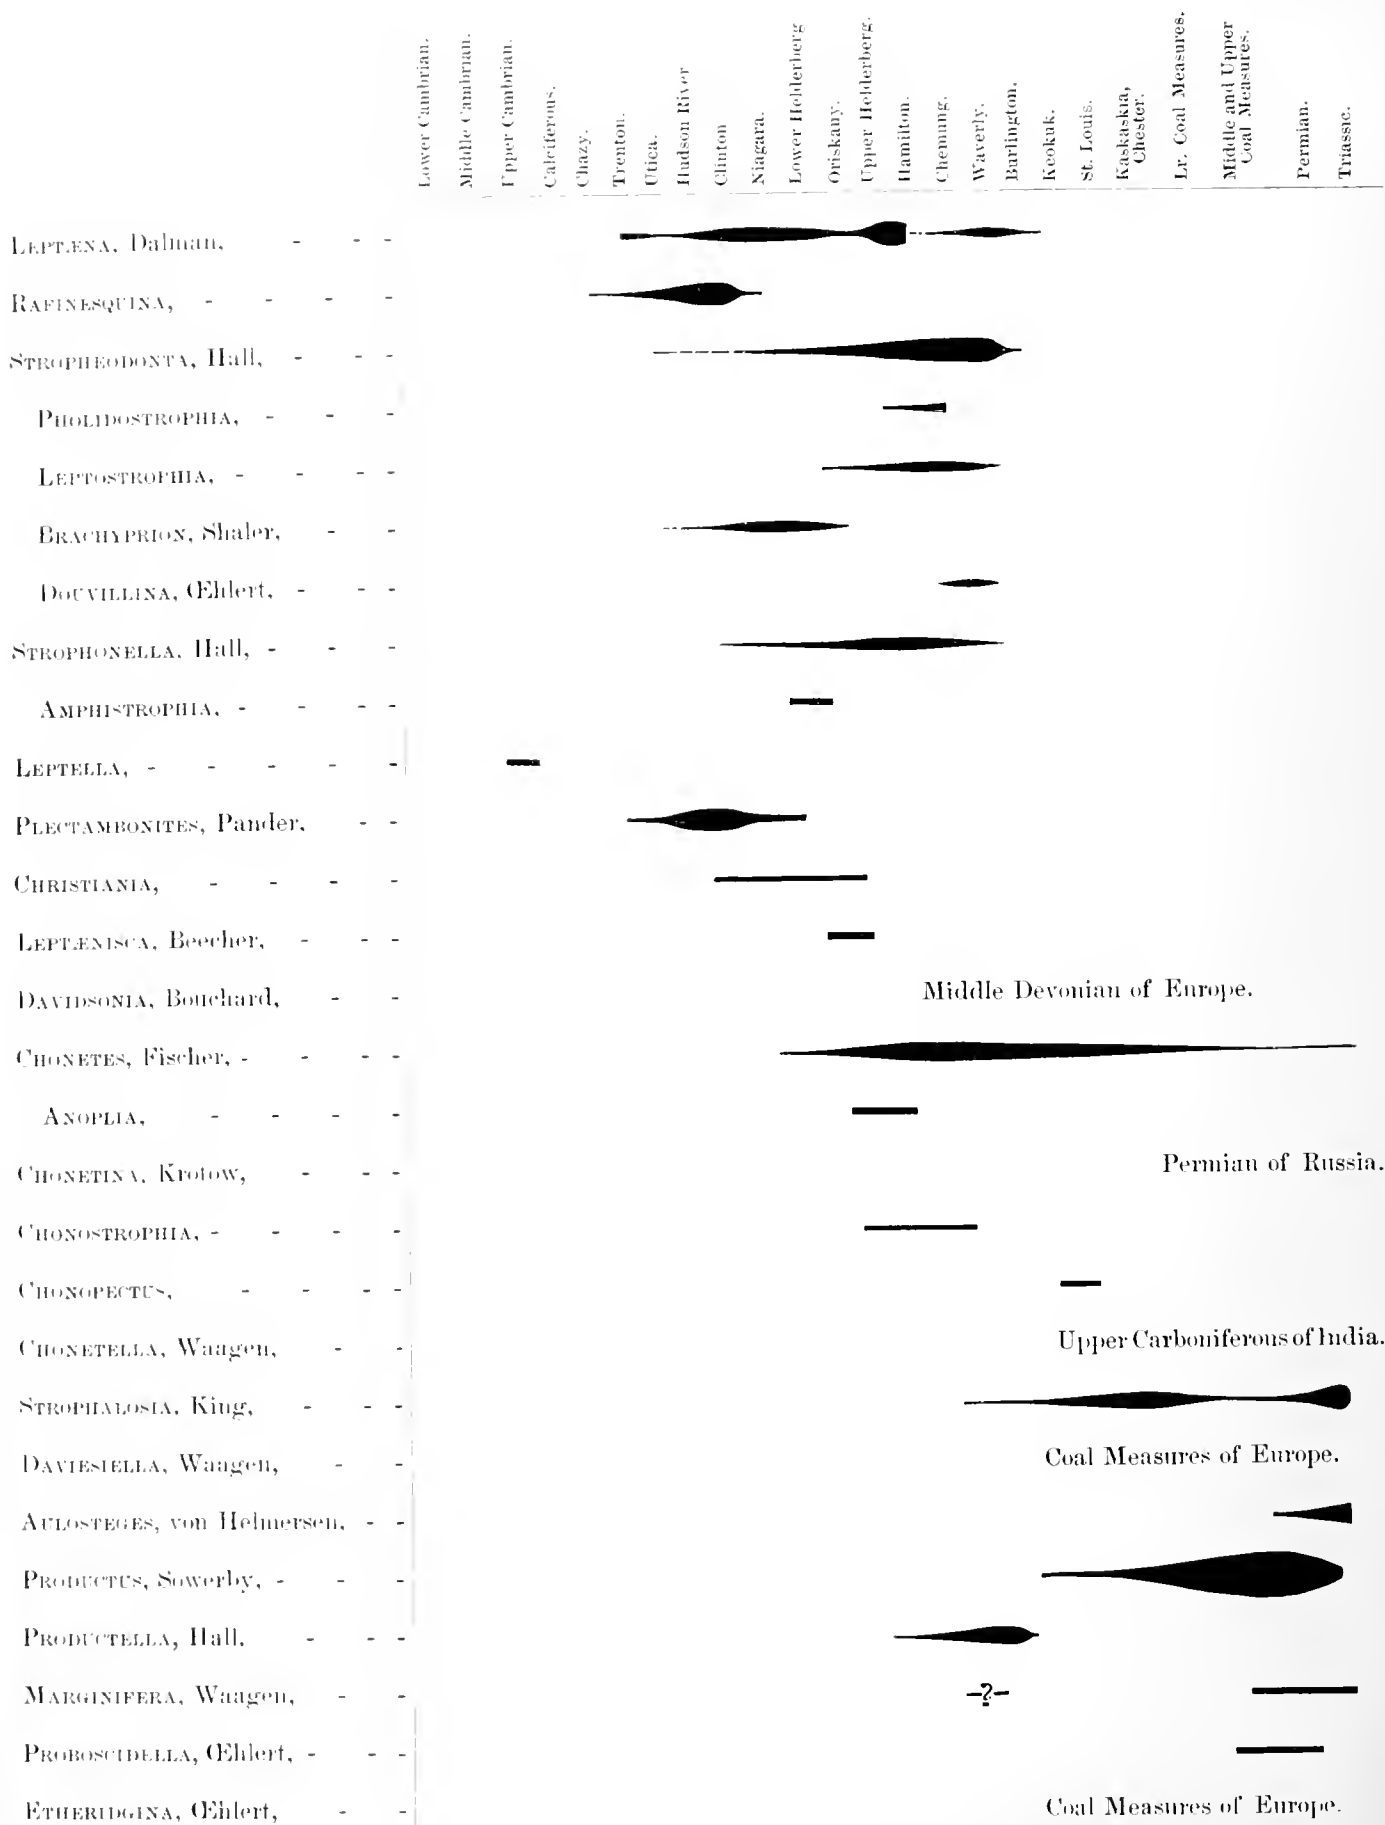 Lower Cambrian.
Middle Cambrian.
Upper Cambrian.
Calciferous.
Chazy.
Trenton.
Utica.
Hudson River
Clinton
Niagara.
Lower Helderberg
Oriskany.
Upper Helderberg.
Hamilton.
Chemung.
Waverly.
Burlington.
Keokuk.
St. Louis.
Kaskaskia,
Chester.
Lr. Coal Measures.
Middle and Upper
Coal Measures.
Permian.
Triassic.
LEPTÆNA, Dalman, - - -
RAFINESQUINA, - - - -
STROPHEODONTA, Hall, - - -
PHOLIDOSTROPHIA, - - -
LEPTOSTROPHIA, - - - -
BRACHYPRION, Shaler, - -
DOUVILLINA, Œhlert, - - -
STROPHONELLA, Hall, - - -
AMPHISTROPHIA, - - - -
LEPTELLA, - - - - -
PLECTAMBONITES, Pander, - -
CHRISTIANIA, - - - -
LEPTÆNISCA, Beecher, - - -
DAVIDSONIA, Bouchard, - - Middle Devonian of Europe.
CHONETES, Fischer, - - - -
ANOPLIA, - - - -
CHONETINA, Krotow, - - - Permian of Russia.
CHONOSTROPHIA, - - - -
CHONOPECTUS, - - - -
CHONETELLA, Waagen, - - Upper Carboniferous of India.
STROPHALOSIA, King, - - -
DAVIESIELLA, Waagen, - - Coal Measures of Europe.
AULOSTEGES, von Helmersen, - -
PRODUCTUS, Sowerby, - - -
PRODUCTELLA, Hall, - - -
MARGINIFERA, Waagen, - - -?-
PROBOSCIDELLA, Œhlert, - - -
ETHERIDGINA, Œhlert, - - Coal Measures of Europe.